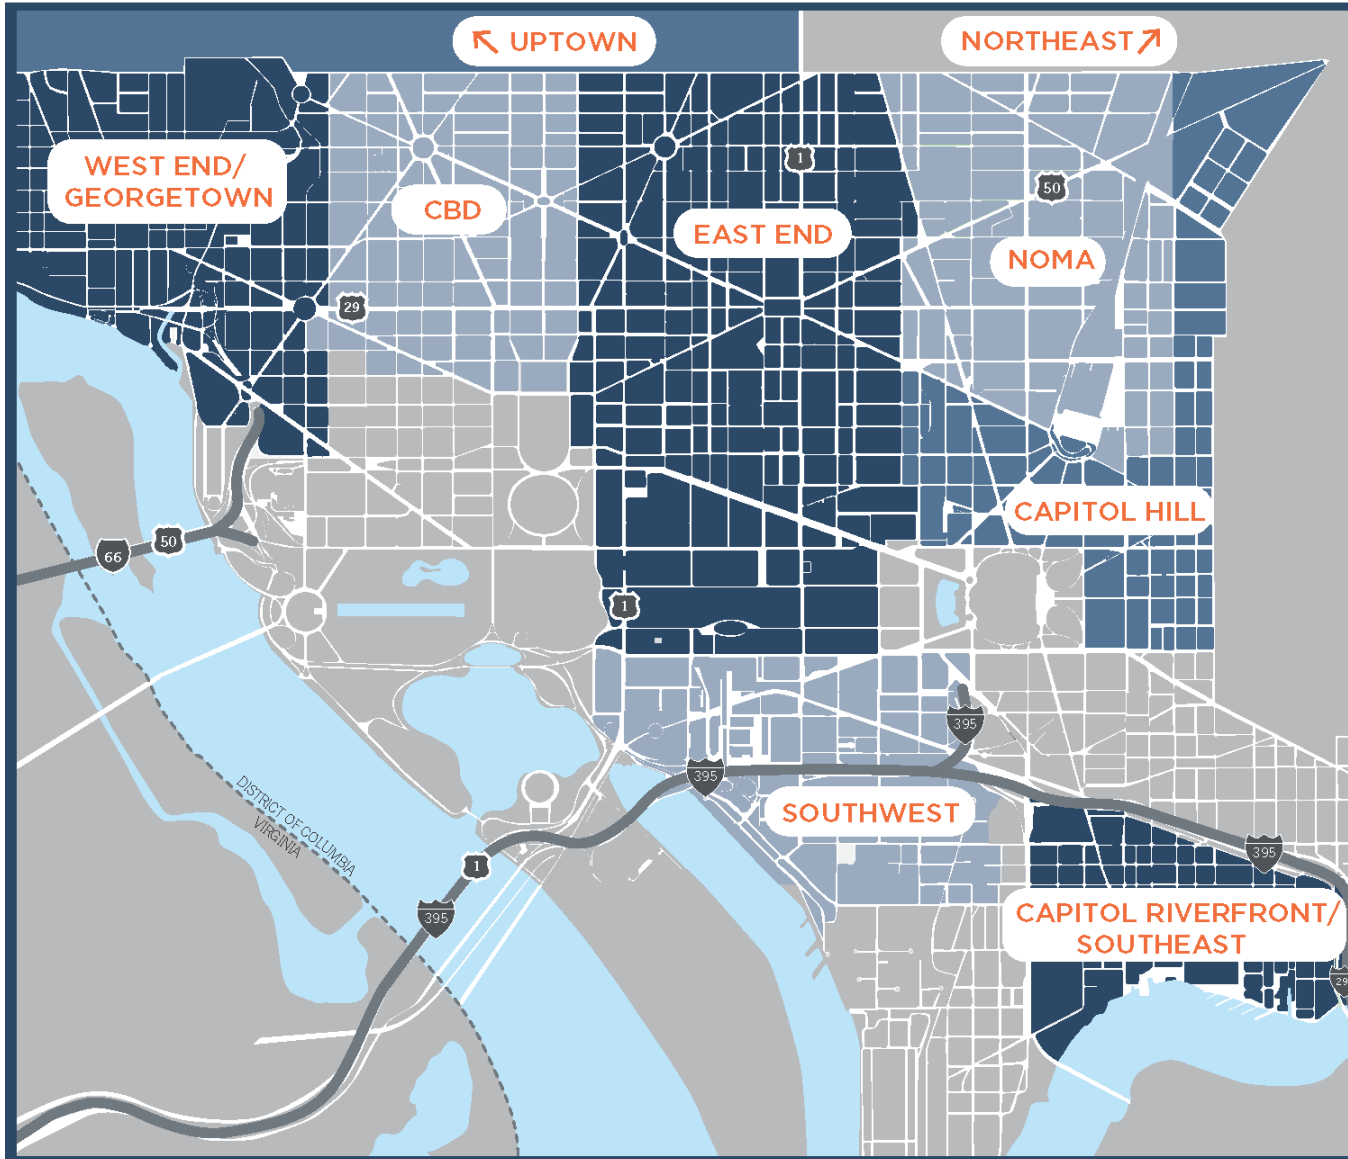 UPTOWN
NORTHEAST
WEST END/
GEORGETOWN
CBD
EAST END
NOMA
1
50
29
CAPITOL HILL
66
50
1
395
395
SOUTHWEST
DISTRICT OF COLUMBIA
VIRGINIA
1
395
395
CAPITOL RIVERFRONT/
SOUTHEAST